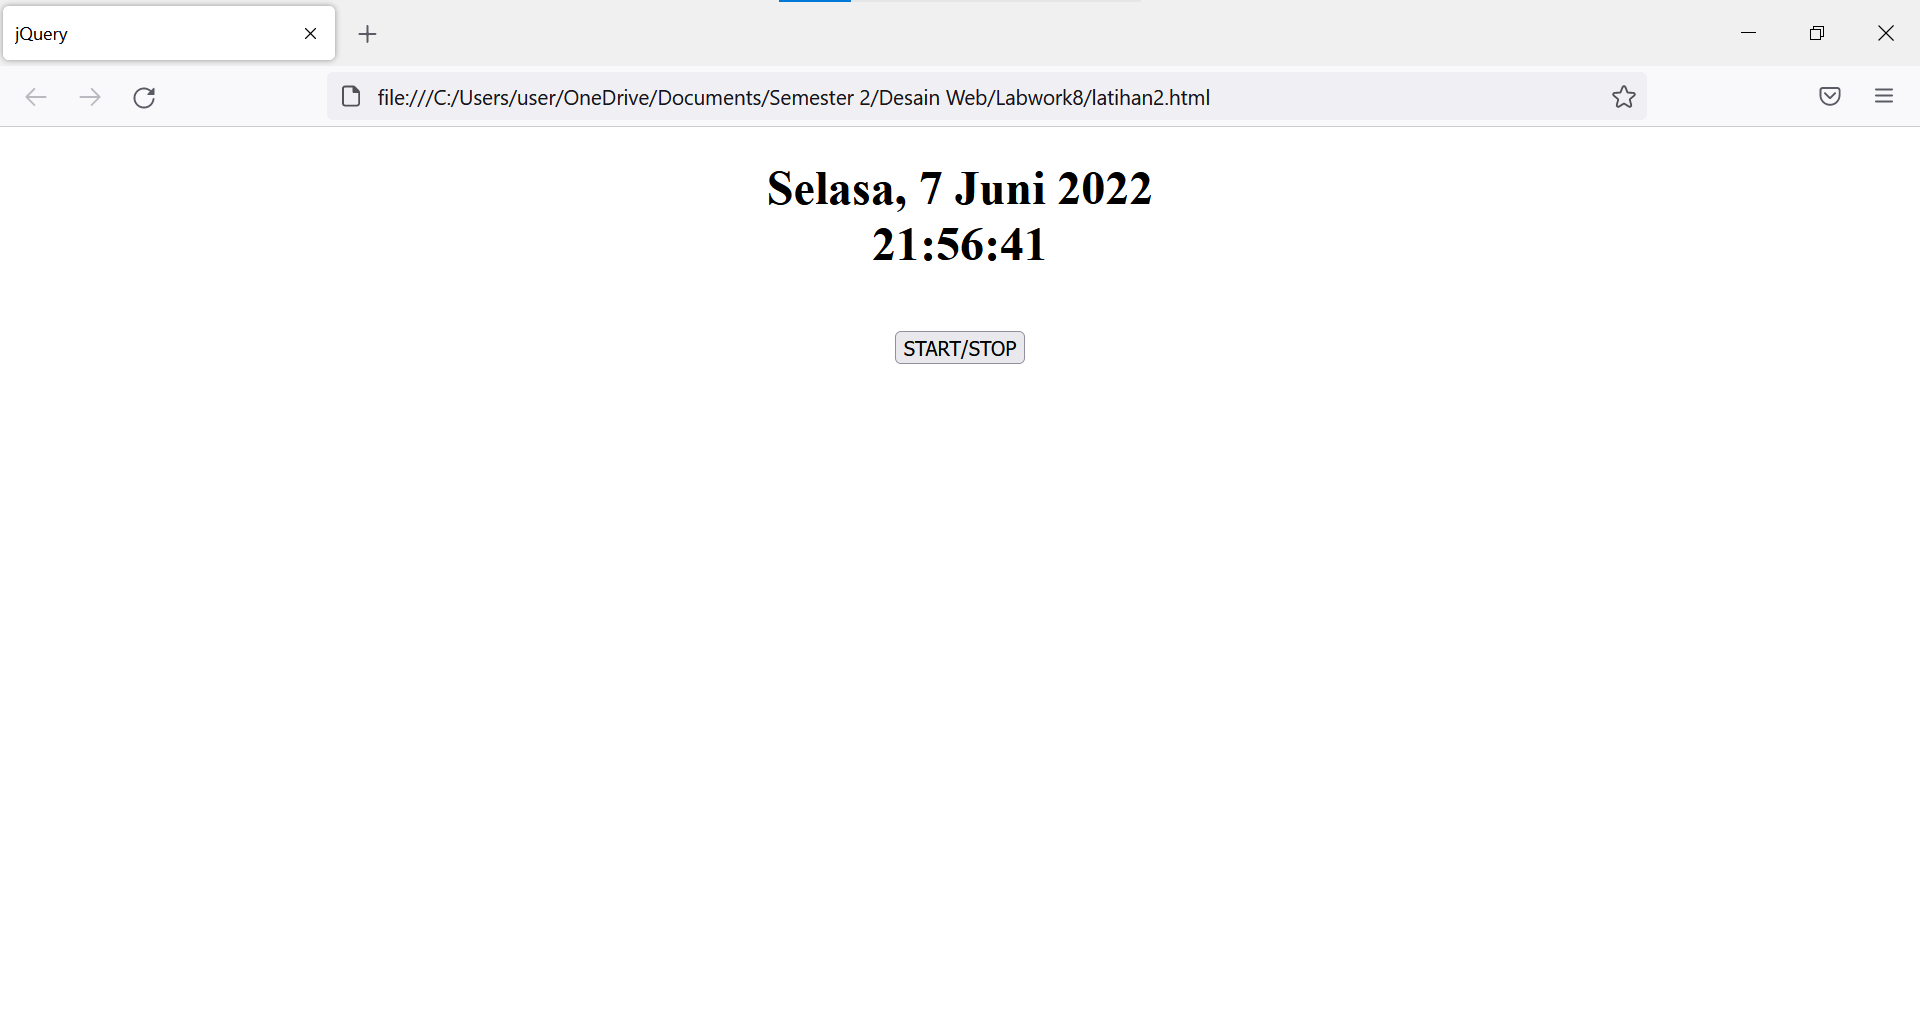 jQuery
file:///C:/Users/user/OneDrive/Documents/Semester 2/Desain Web/Labwork8/latihan2.html
Selasa, 7 Juni 2022
21:56:41
START/STOP